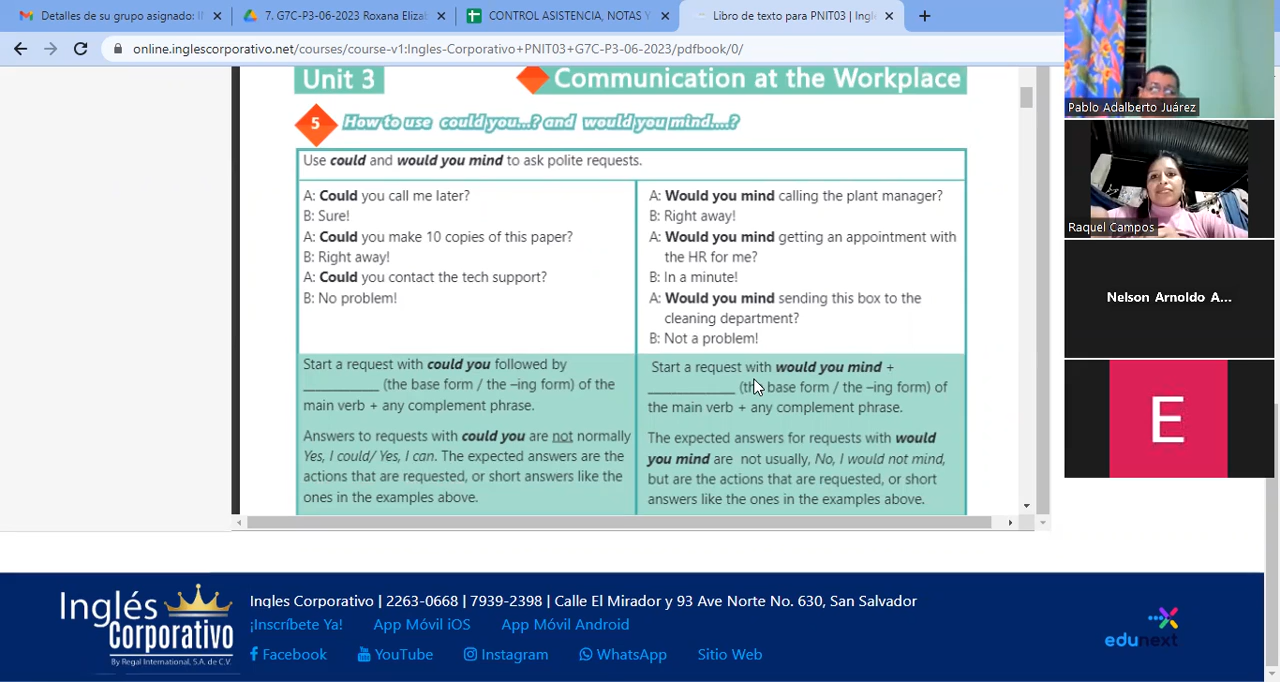 Detalles de su grupo asignado: I
7. G7C-P3-06-2023 Roxana Eliza
CONTROL ASISTENCIA, NOTAS Y
Libro de texto para PNIT03 | Ingle
online.inglescorporativo.net/courses/course-v1:Ingles-Corporativo+PNIT03+G7C-P3-06-2023/pdfbook/0/
Unit 3
Communication at the Workplace
5
How to use could you...? and would you mind....?
Use could and would you mind to ask polite requests.
A: Could you call me later?
B: Sure!
A: Could you make 10 copies of this paper?
B: Right away!
A: Could you contact the tech support?
B: No problem!
A: Would you mind calling the plant manager?
B: Right away!
A: Would you mind getting an appointment with
the HR for me?
B: In a minute!
A: Would you mind sending this box to the
cleaning department?
B: Not a problem!
Start a request with could you followed by
___________ (the base form / the –ing form) of the
main verb + any complement phrase.
Answers to requests with could you are not normally
Yes, I could/ Yes, I can. The expected answers are the
actions that are requested, or short answers like the
ones in the examples above.
Start a request with would you mind +
____________ (the base form / the –ing form) of
the main verb + any complement phrase.
The expected answers for requests with would
you mind are not usually, No, I would not mind,
but are the actions that are requested, or short
answers like the ones in the examples above.
Pablo Adalberto Juárez
Raquel Campos
Nelson Arnoldo A...
E
Inglés
Corporativo
By Regal International, S.A. de C.V.
Ingles Corporativo | 2263-0668 | 7939-2398 | Calle El Mirador y 93 Ave Norte No. 630, San Salvador
¡Inscríbete Ya! App Móvil iOS App Móvil Android
Facebook YouTube Instagram WhatsApp Sitio Web
edunext